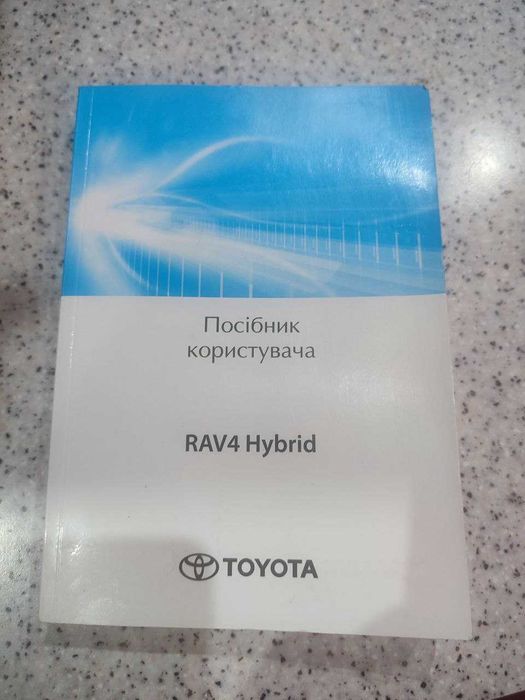 Посібник
користувача
RAV4 Hybrid
TOYOTA